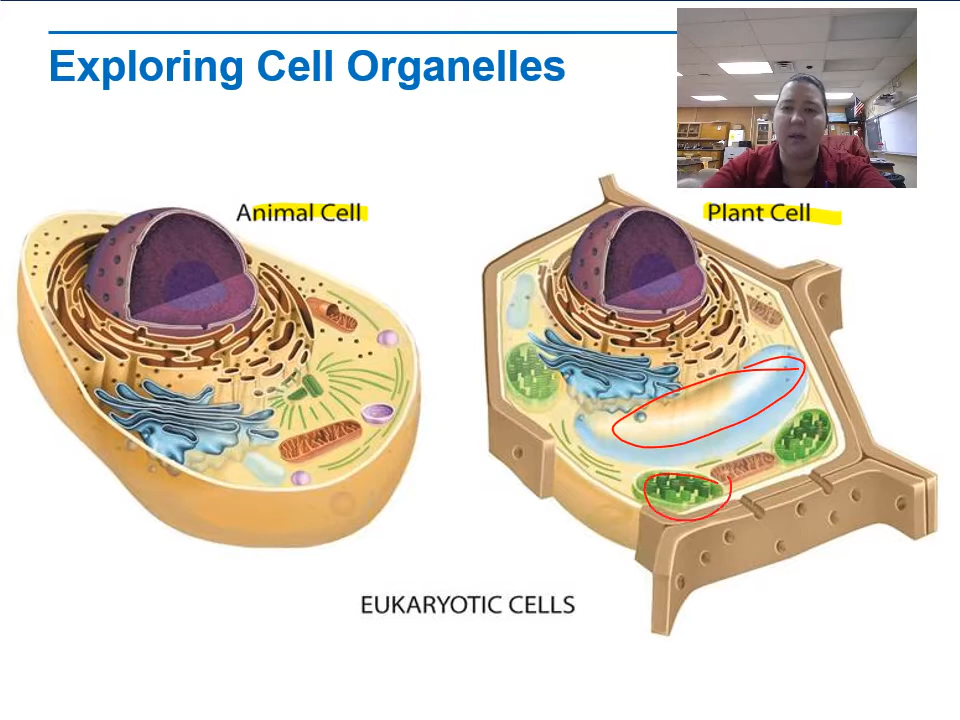 Exploring Cell Organelles
Animal Cell
Plant Cell
EUKARYOTIC CELLS